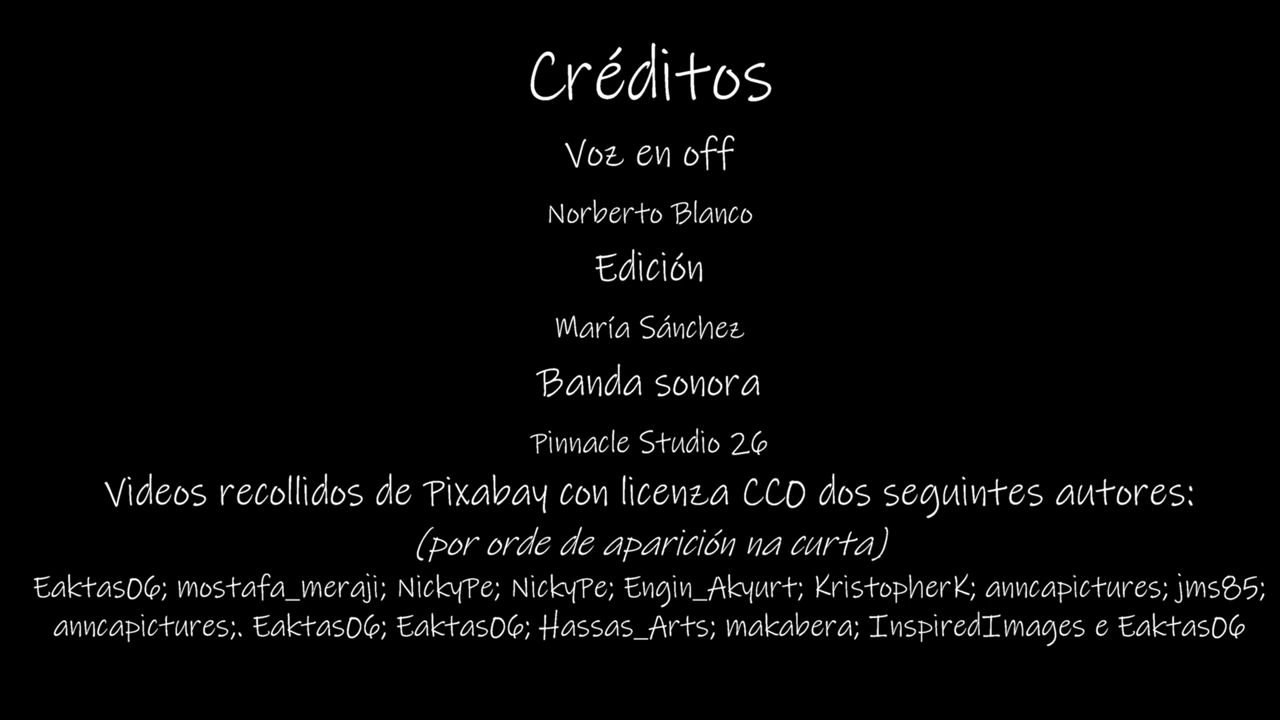 Créditos
Voz en off
Norberto Blanco
Edición
María Sánchez
Banda sonora
Pinnacle Studio 26
Videos recollidos de Pixabay con licenza CC0 dos seguintes autores:
(por orde de aparición na curta)
Eaktas06; mostafa_meraji; NickyPe; NickyPe; Engin_Akyurt; KristopherK; anncapictures; jms85;
anncapictures;. Eaktas06; Eaktas06; Hassas_Arts; makabera; InspiredImages e Eaktas06